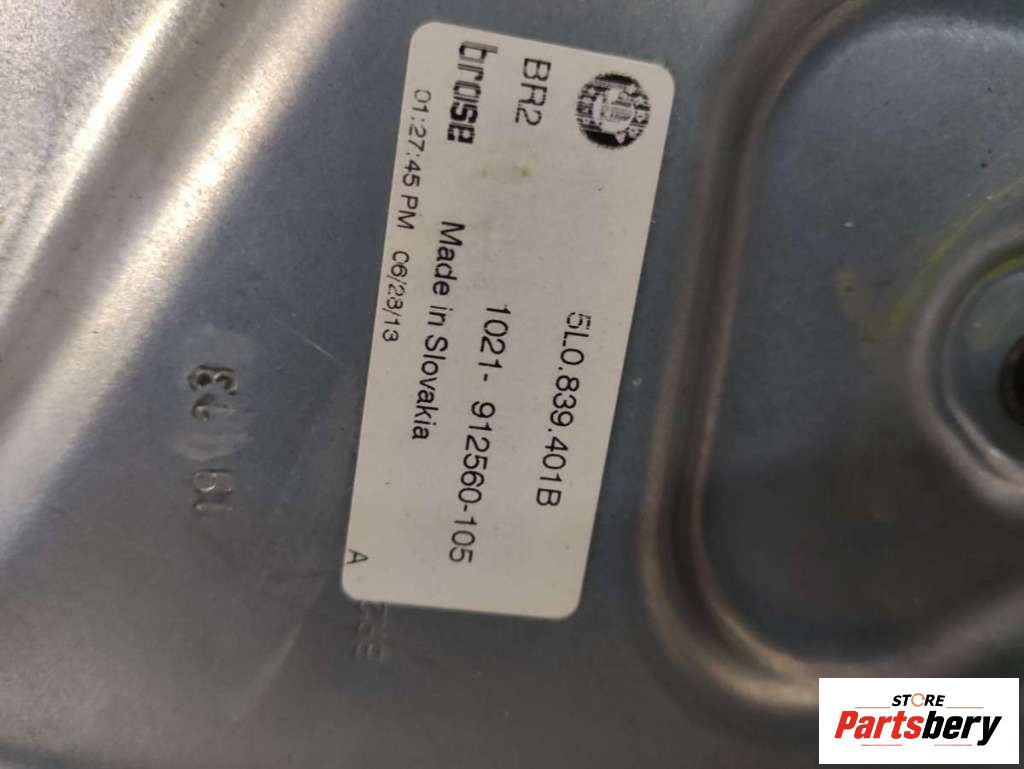 BR2
5L0.839.401B
brose
1021- 912560-105
Made in Slovakia
01:27:45 PM 06/28/13
A
STORE
Partsbery